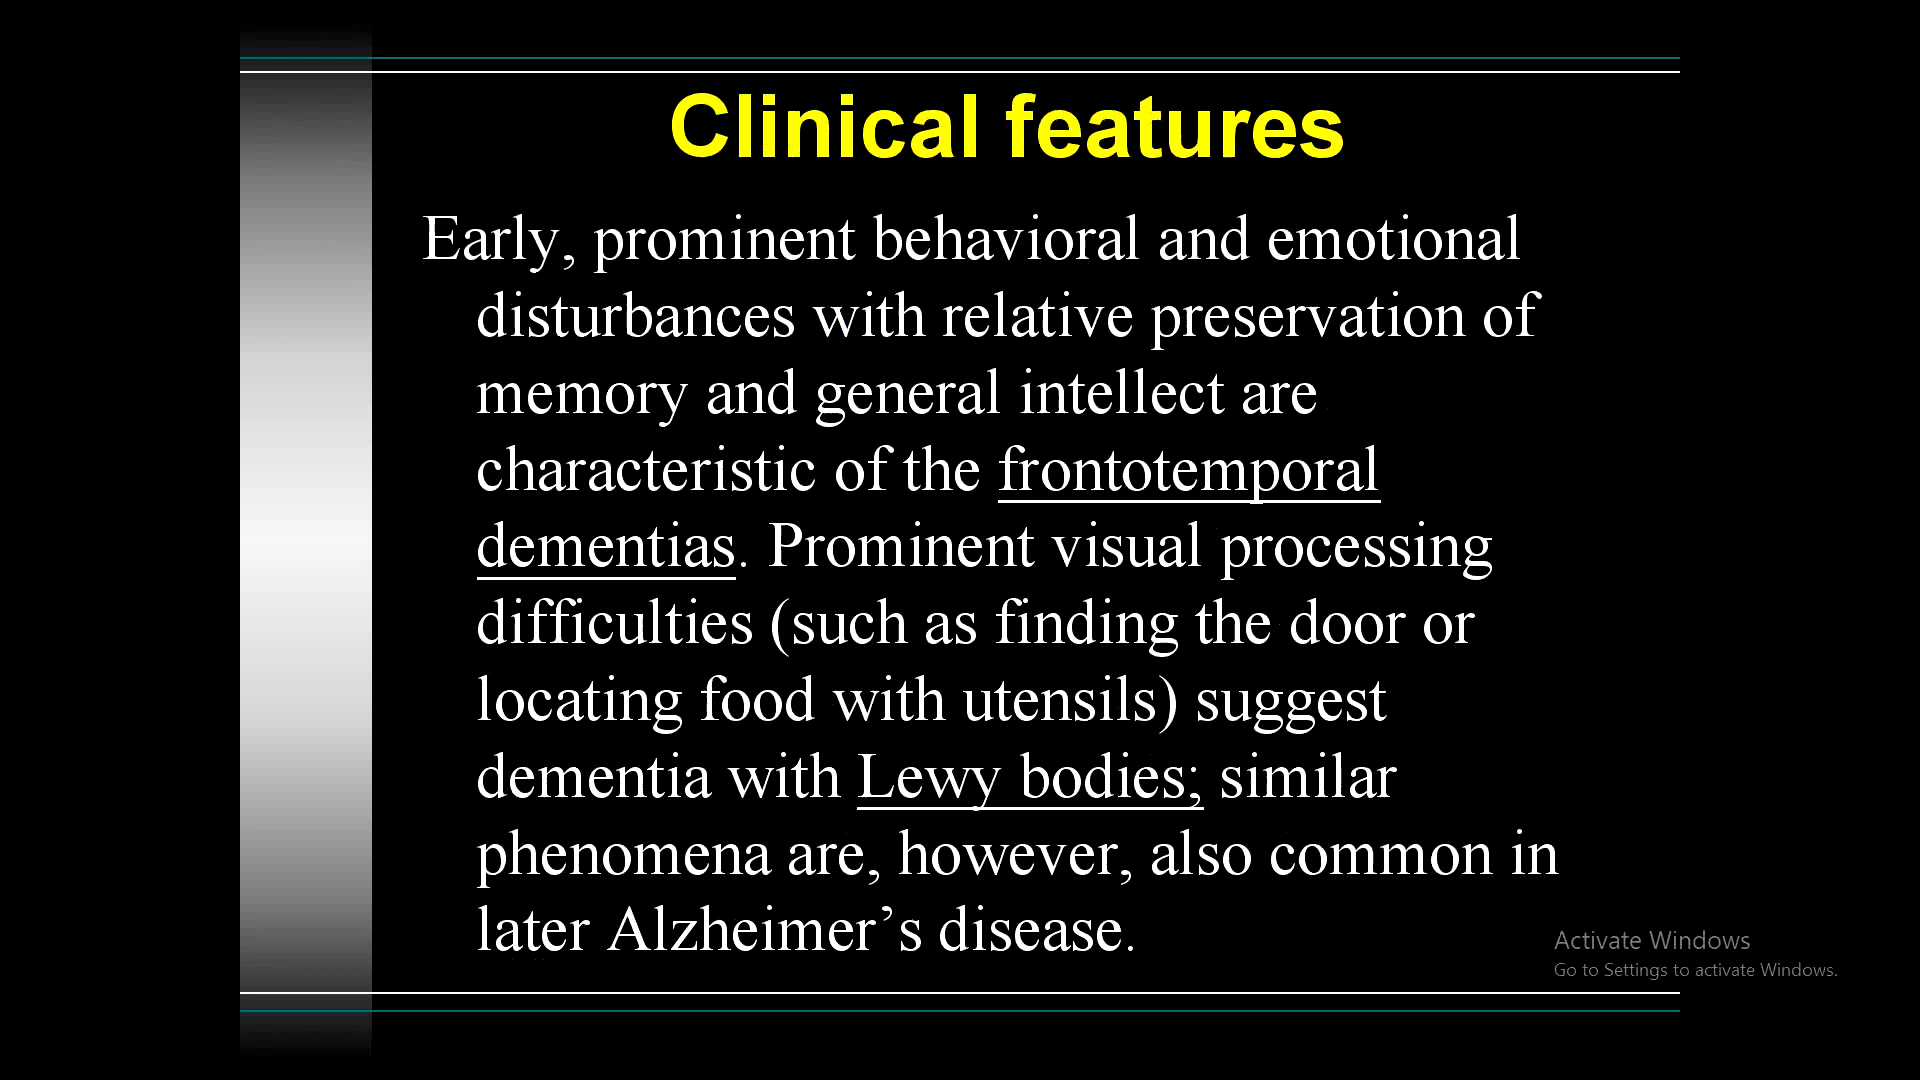 Clinical features
Early, prominent behavioral and emotional
disturbances with relative preservation of
memory and general intellect are
characteristic of the frontotemporal
dementias. Prominent visual processing
difficulties (such as finding the door or
locating food with utensils) suggest
dementia with Lewy bodies; similar
phenomena are, however, also common in
later Alzheimer’s disease.
Activate Windows
Go to Settings to activate Windows.